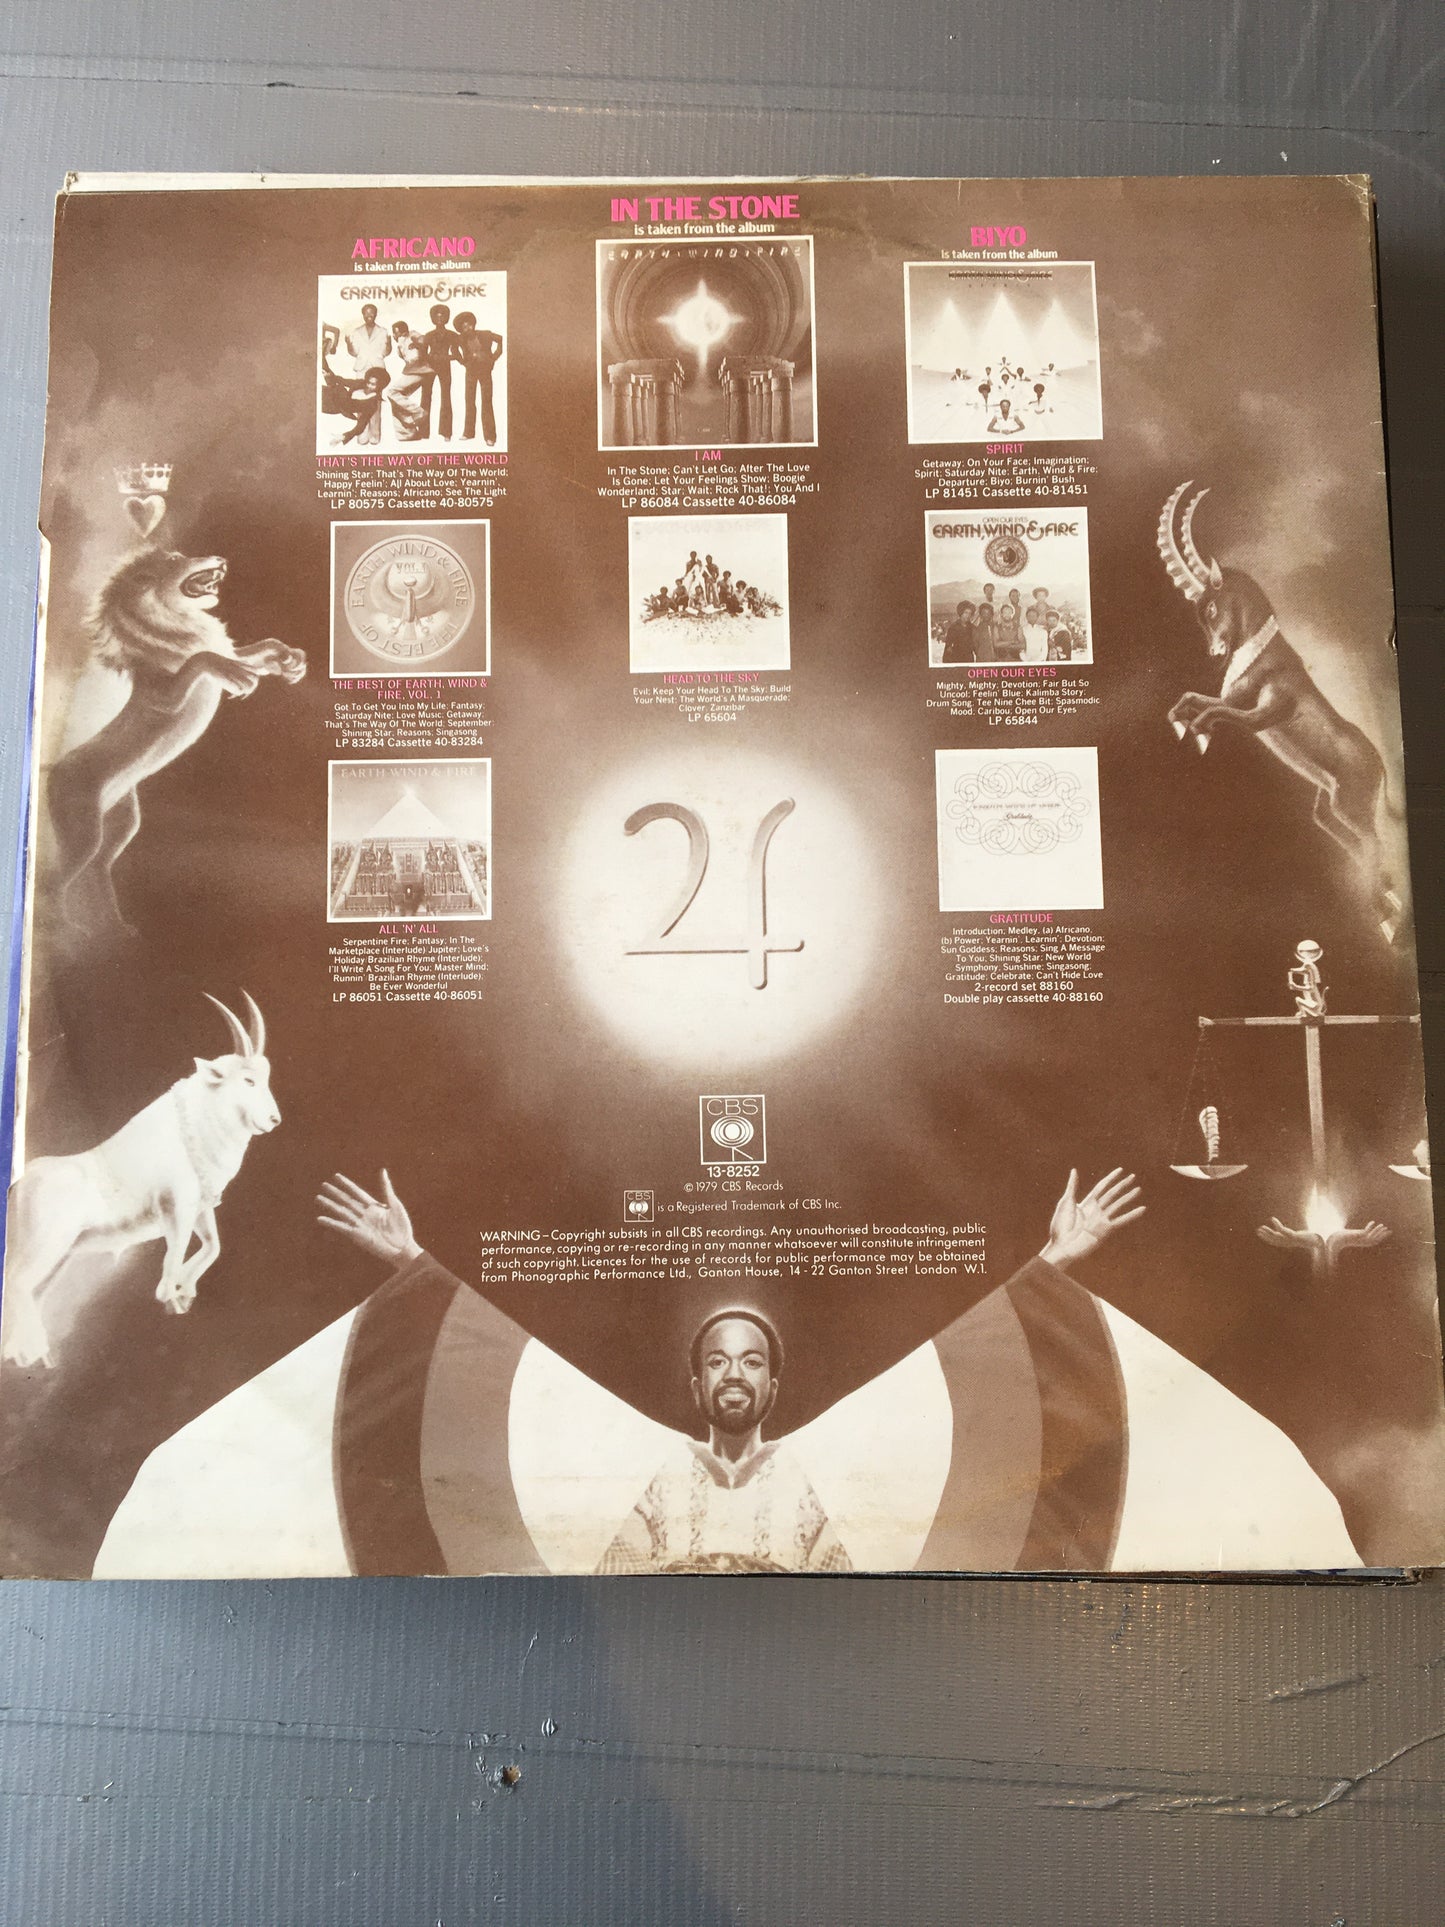 IN THE STONE
is taken from the album
EARTH, WIND & FIRE
I AM
In The Stone; Can't Let Go; After The Love
Is Gone; Let Your Feelings Show; Boogie
Wonderland; Star; Wait; Rock That!; You And I
LP 86084 Cassette 40-86084
AFRICANO
is taken from the album
EARTH, WIND & FIRE
THAT'S THE WAY OF THE WORLD
Shining Star; That's The Way Of The World;
Happy Feelin'; All About Love; Yearnin',
Learnin'; Reasons; Africano; See The Light
LP 80575 Cassette 40-80575
BIYO
is taken from the album
EARTH, WIND & FIRE
SPIRIT
Getaway; On Your Face; Imagination;
Spirit; Saturday Nite; Earth, Wind & Fire;
Departure; Biyo; Burnin' Bush
LP 81451 Cassette 40-81451
EARTH WIND & FIRE
VOL. 1
THE BEST OF
THE BEST OF EARTH, WIND &
FIRE, VOL. 1
Got To Get You Into My Life; Fantasy;
Saturday Nite; Love Music; Getaway;
That's The Way Of The World; September;
Shining Star; Reasons; Singasong
LP 83284 Cassette 40-83284
HEAD TO THE SKY
Evil; Keep Your Head To The Sky; Build
Your Nest; The World's A Masquerade;
Clover; Zanzibar
LP 65604
OPEN OUR EYES
EARTH, WIND & FIRE
OPEN OUR EYES
Mighty, Mighty; Devotion; Fair But So
Uncool; Feelin' Blue; Kalimba Story;
Drum Song; Tee Nine Chee Bit; Spasmodic
Mood; Caribou; Open Our Eyes
LP 65844
EARTH WIND & FIRE
ALL 'N' ALL
Serpentine Fire; Fantasy; In The
Marketplace (Interlude) Jupiter; Love's
Holiday Brazilian Rhyme (Interlude);
I'll Write A Song For You; Master Mind;
Runnin' Brazilian Rhyme (Interlude);
Be Ever Wonderful
LP 86051 Cassette 40-86051
Gratitude
GRATITUDE
Introduction; Medley, (a) Africano,
(b) Power; Yearnin', Learnin'; Devotion;
Sun Goddess; Reasons; Sing A Message
To You; Shining Star; New World
Symphony; Sunshine; Singasong;
Gratitude; Celebrate; Can't Hide Love
2-record set 88160
Double play cassette 40-88160
CBS
13-8252
© 1979 CBS Records
CBS is a Registered Trademark of CBS Inc.
WARNING – Copyright subsists in all CBS recordings. Any unauthorised broadcasting, public
performance, copying or re-recording in any manner whatsoever will constitute infringement
of such copyright. Licences for the use of records for public performance may be obtained
from Phonographic Performance Ltd., Ganton House, 14 - 22 Ganton Street London W.1.